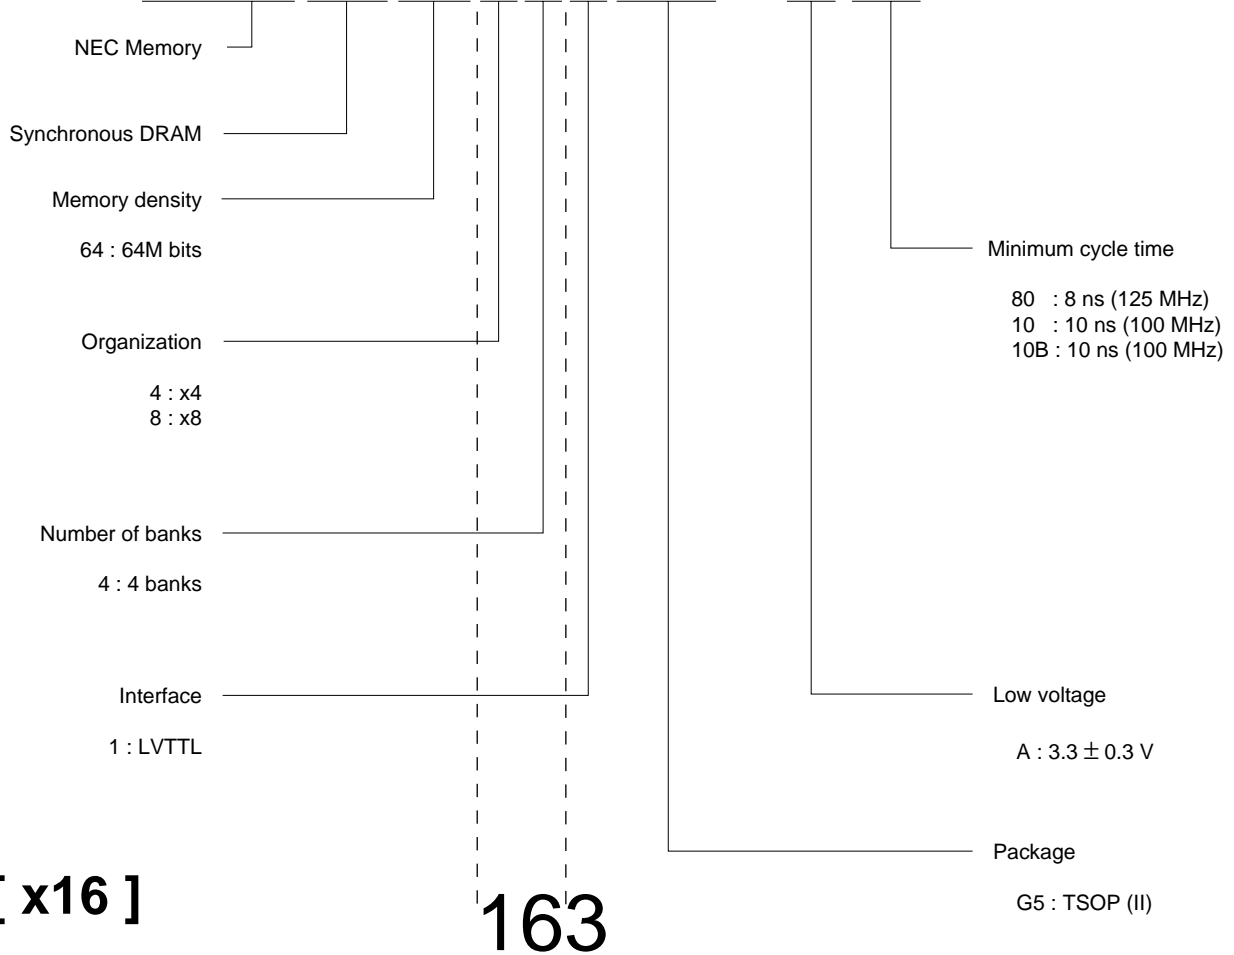 NEC Memory
Synchronous DRAM
Memory density
64 : 64M bits
Minimum cycle time
80 : 8 ns (125 MHz)
10 : 10 ns (100 MHz)
10B : 10 ns (100 MHz)
Organization
4 : x4
8 : x8
Number of banks
4 : 4 banks
Interface
1 : LVTTL
Low voltage
A : 3.3 ± 0.3 V
Package
G5 : TSOP (II)
[ x16 ]
163